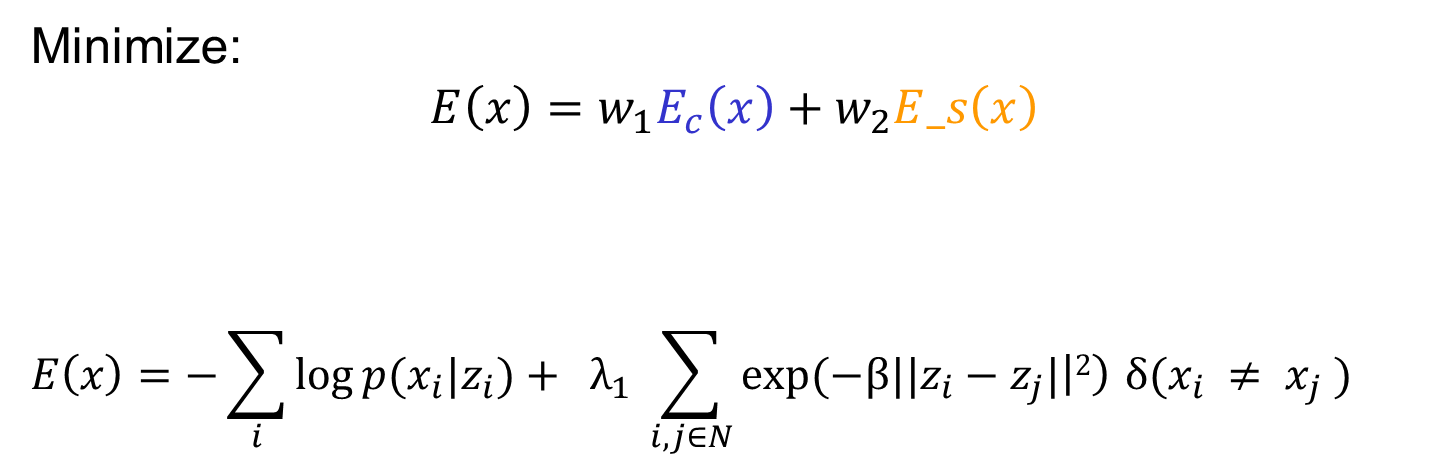 Minimize:
E(x) = w₁E_c(x) + w₂E_s(x)
E(x) = −∑_i log p(x_i|z_i) + λ₁ ∑_{i,j∈N} exp(−β||z_i − z_j||²) δ(x_i ≠ x_j )